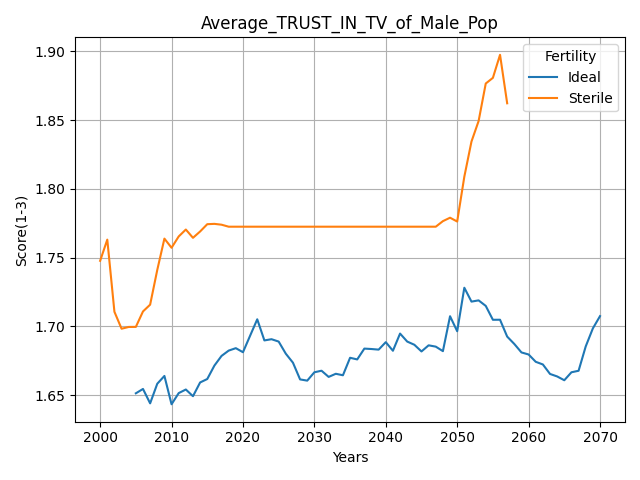 Average_TRUST_IN_TV_of_Male_Pop
Fertility
Ideal
Sterile
Score(1-3)
1.90
1.85
1.80
1.75
1.70
1.65
2000 2010 2020 2030 2040 2050 2060 2070
Years